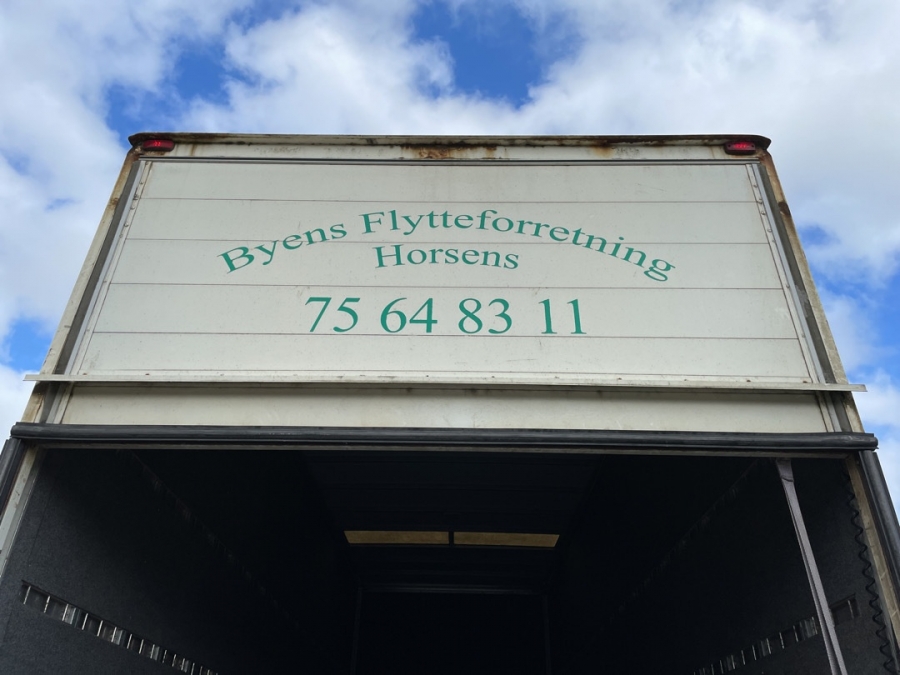 Byens Flytteforretning
Horsens
75 64 83 11